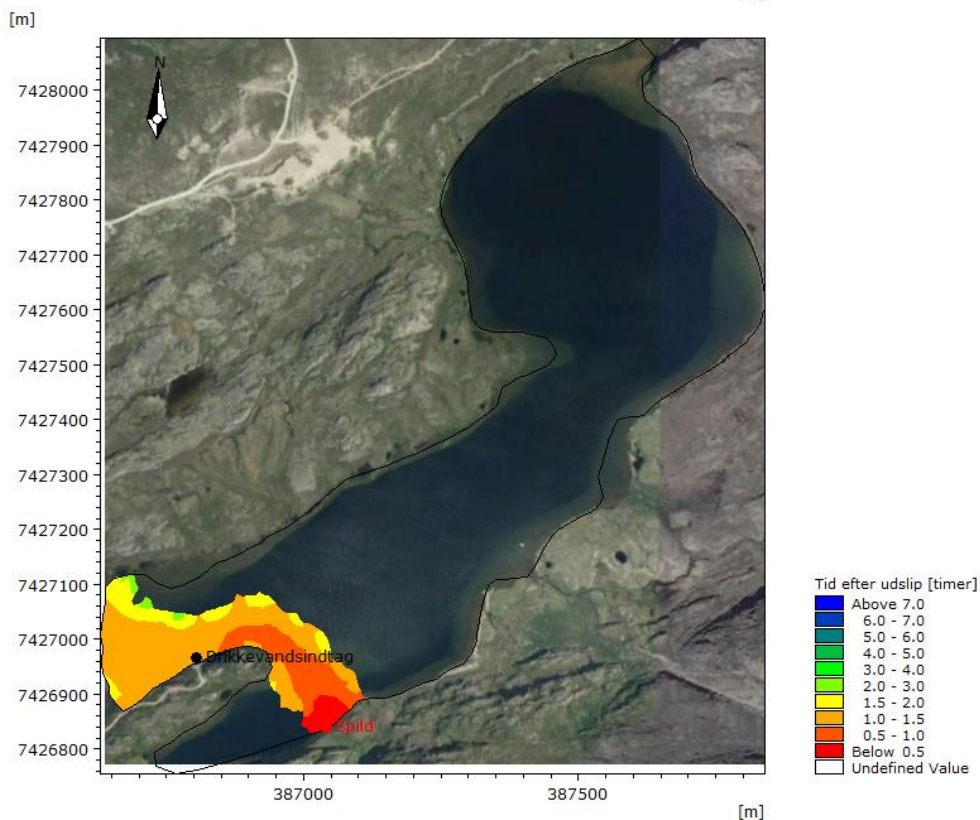 [m]
N
7428000
7427900
7427800
7427700
7427600
7427500
7427400
7427300
7427200
7427100
7427000
7426900
7426800
Drikkevandsindtag
Spild
387000
387500
[m]
Tid efter udslip [timer]
Above 7.0
6.0 - 7.0
5.0 - 6.0
4.0 - 5.0
3.0 - 4.0
2.0 - 3.0
1.5 - 2.0
1.0 - 1.5
0.5 - 1.0
Below 0.5
Undefined Value